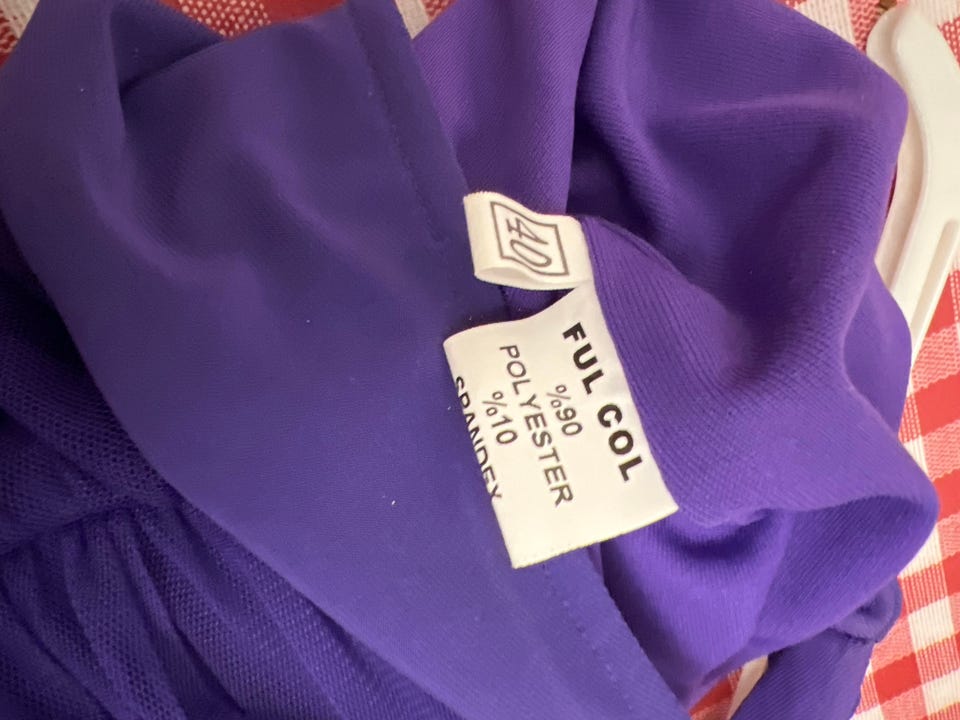 40
FUL COL
%90
POLYESTER
%10
SPANDEX